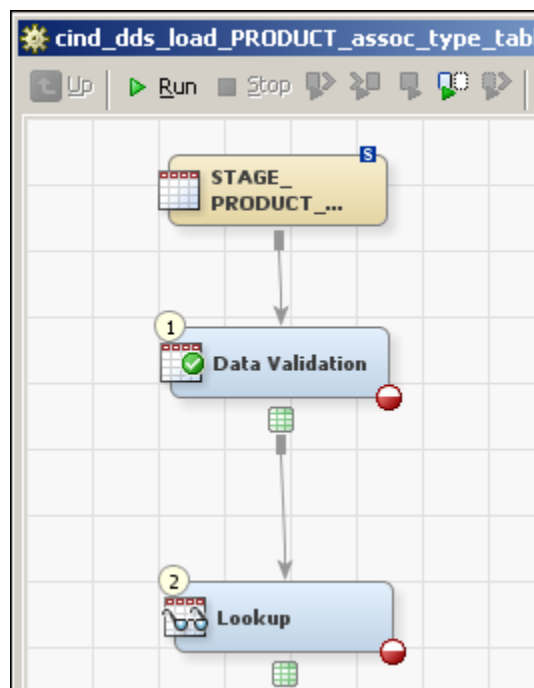 cind_dds_load_PRODUCT_assoc_type_tab
Up Run Stop
S
STAGE_
PRODUCT_...
1
Data Validation
2
Lookup